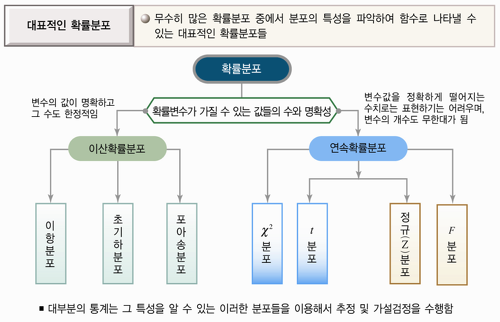 대표적인 확률분포
무수히 많은 확률분포 중에서 분포의 특성을 파악하여 함수로 나타낼 수
있는 대표적인 확률분포들
확률분포
변수의 값이 명확하고
그 수도 한정적임
확률변수가 가질 수 있는 값들의 수와 명확성
변수값을 정확하게 떨어지는
수치로는 표현하기는 어려우며,
변수의 개수도 무한대가 됨
이산확률분포
연속확률분포
이항분포
초기하분포
포아송분포
χ² 분포
t 분포
정규(Z)분포
F 분포
■ 대부분의 통계는 그 특성을 알 수 있는 이러한 분포들을 이용해서 추정 및 가설검정을 수행함